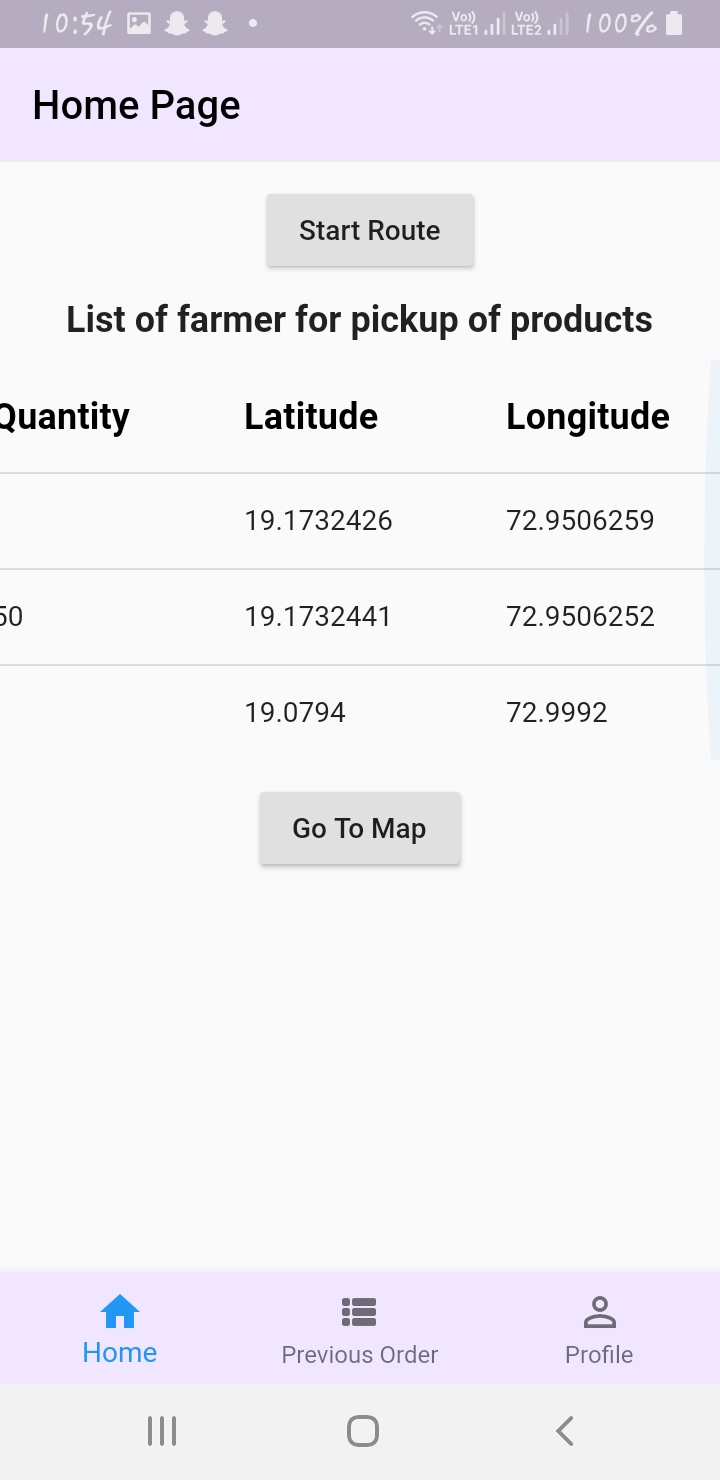 10:54 Vo)) LTE1 Vo)) LTE2 100%
Home Page
Start Route
List of farmer for pickup of products
Quantity Latitude Longitude
19.1732426 72.9506259
50 19.1732441 72.9506252
19.0794 72.9992
Go To Map
Home Previous Order Profile